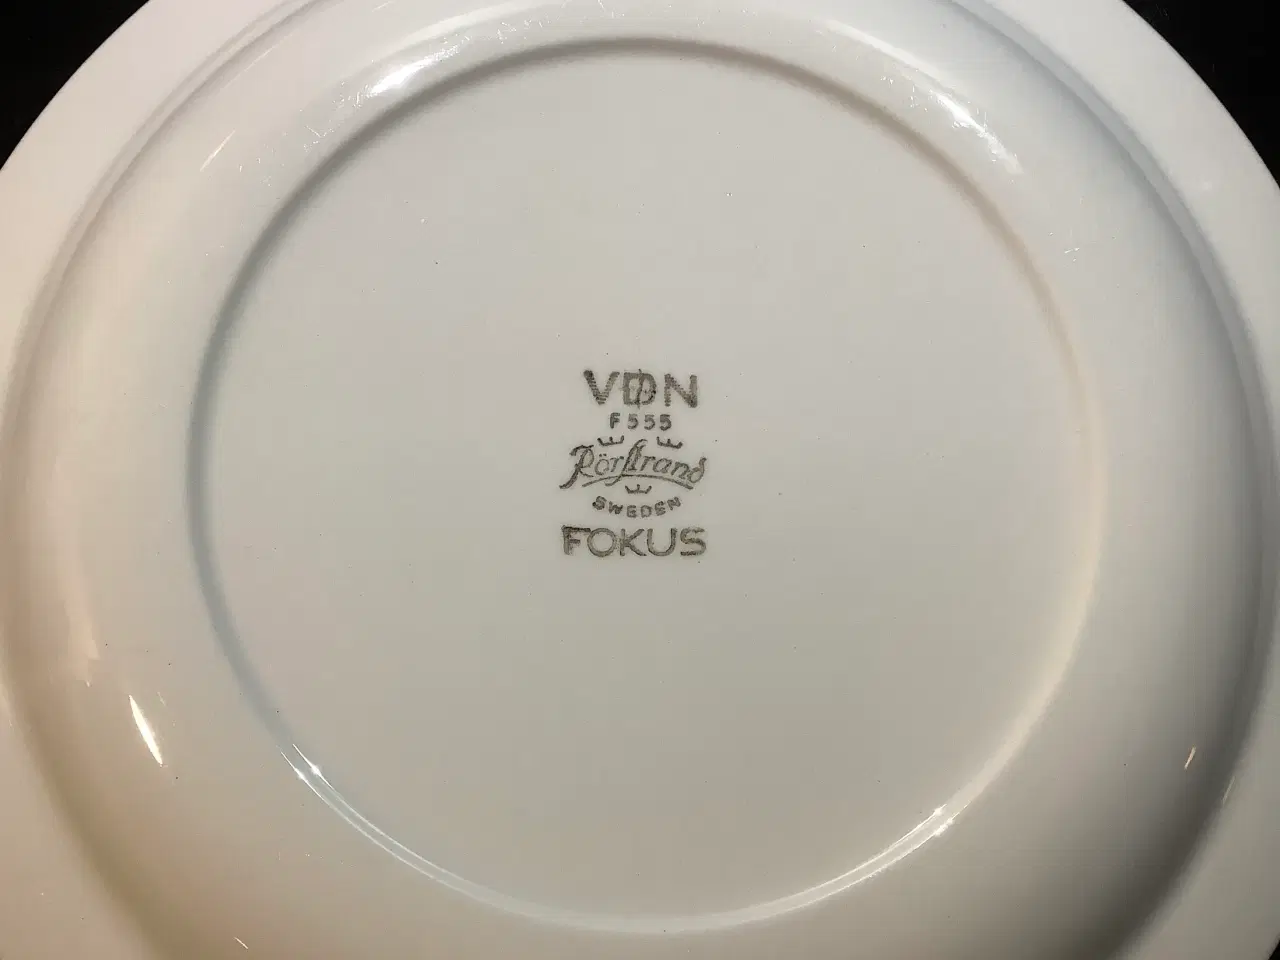 VDN
F555
Rörstrand
SWEDEN
FOKUS